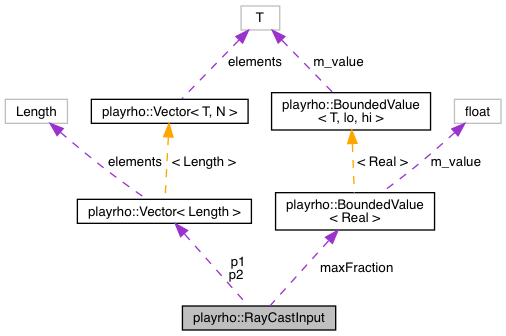 T
elements
m_value
Length
playrho::Vector< T, N >
playrho::BoundedValue
< T, lo, hi >
float
elements
< Length >
< Real >
m_value
playrho::Vector< Length >
playrho::BoundedValue
< Real >
p1
p2
maxFraction
playrho::RayCastInput